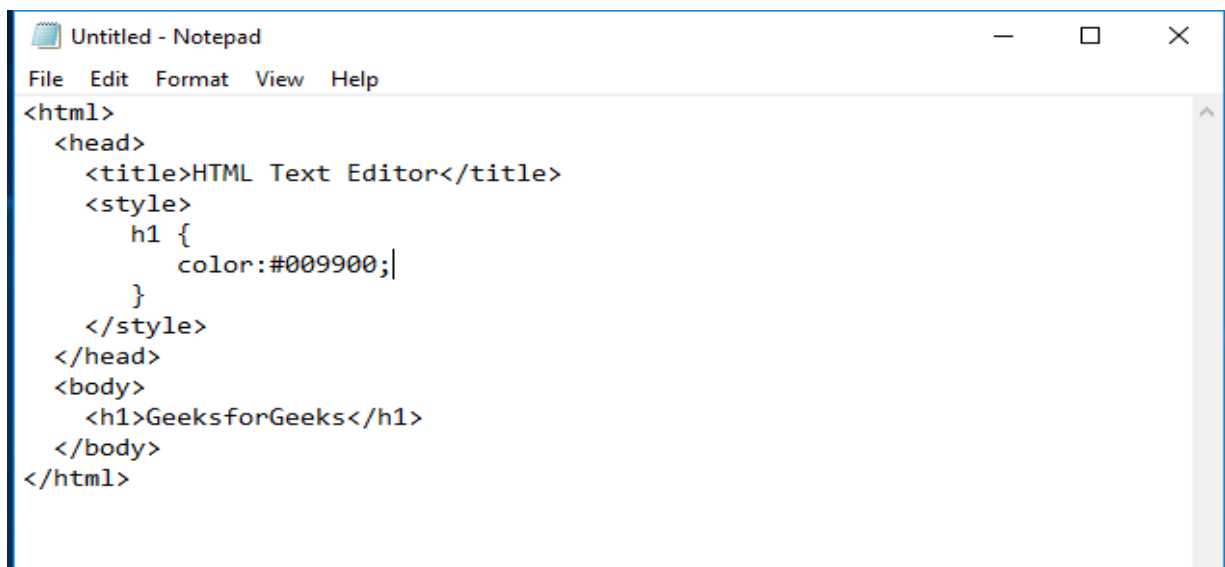 Untitled - Notepad
File Edit Format View Help
<html>
  <head>
    <title>HTML Text Editor</title>
    <style>
       h1 {
          color:#009900;
       }
    </style>
  </head>
  <body>
    <h1>GeeksforGeeks</h1>
  </body>
</html>